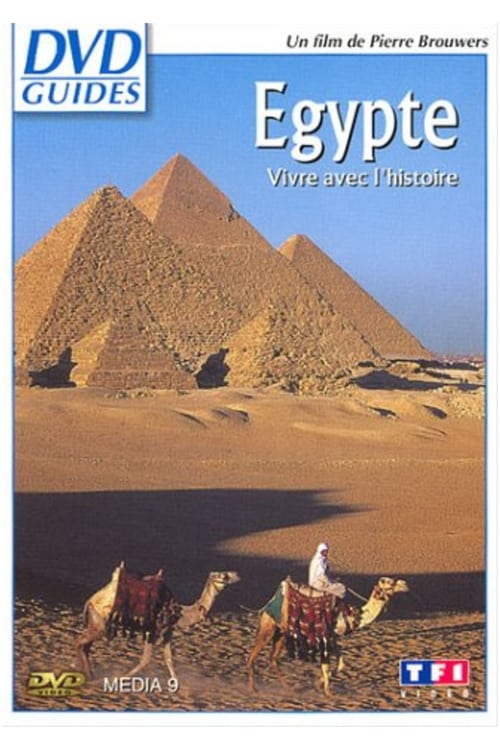 DVD
GUIDES
Un film de Pierre Brouwers
Egypte
Vivre avec l'histoire
DVD
VIDEO
MEDIA 9
TF1
VIDEO